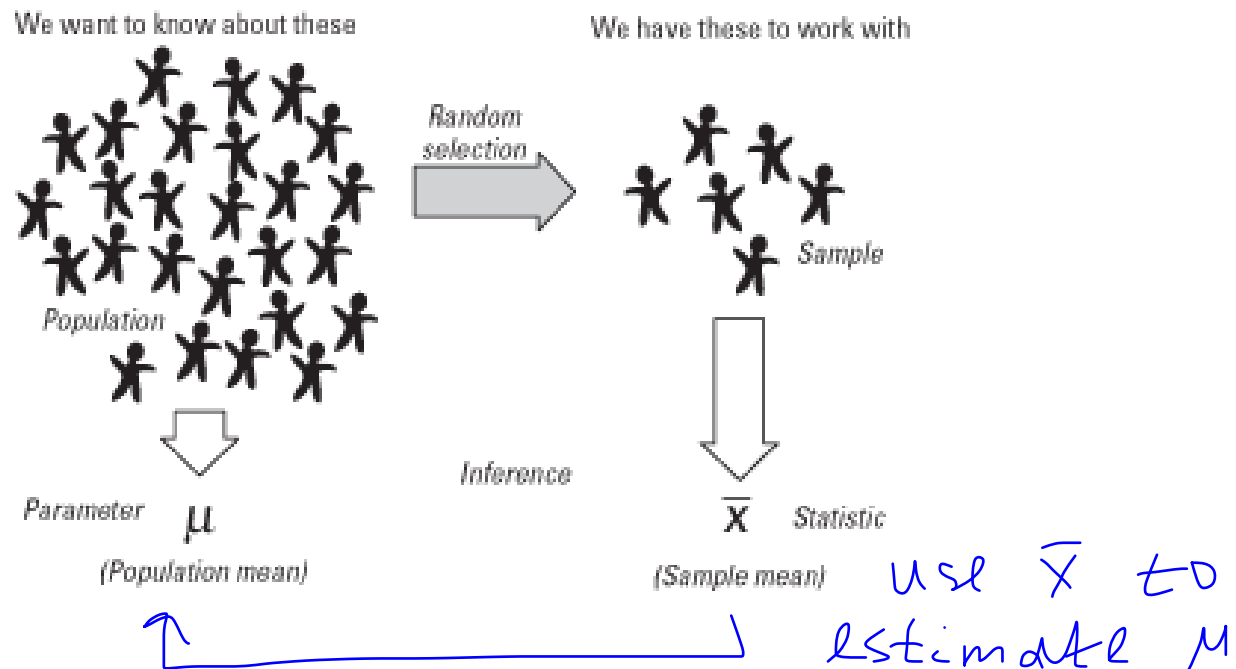 We want to know about these
We have these to work with
Random
selection
Sample
Population
Inference
Parameter μ
x̄ Statistic
(Population mean)
(Sample mean)
use x̄ to
estimate μ